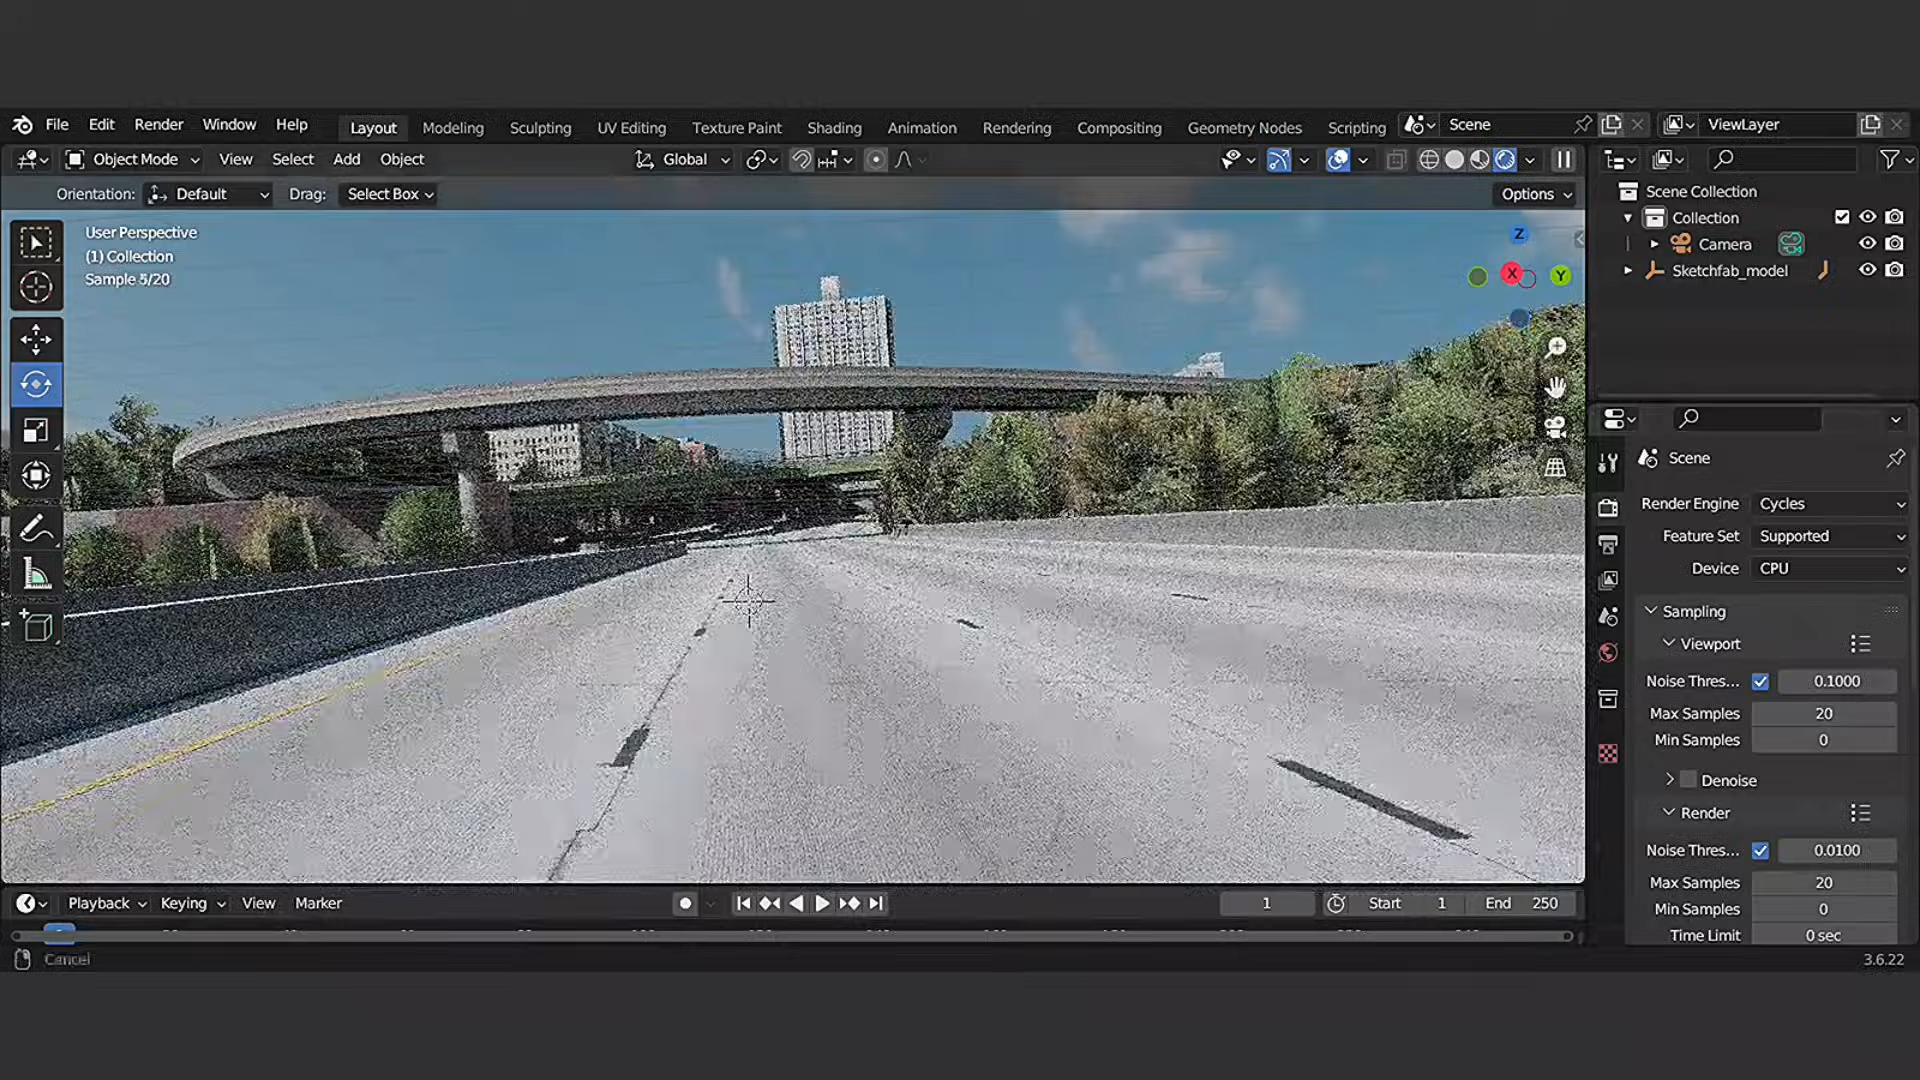 File Edit Render Window Help Layout Modeling Sculpting UV Editing Texture Paint Shading Animation Rendering Compositing Geometry Nodes Scripting Scene ViewLayer
Object Mode View Select Add Object Global
Orientation: Default Drag: Select Box Options
User Perspective
(1) Collection
Sample 5/20
Z
X
Y
Scene Collection
Collection
Camera
Sketchfab_model
Scene
Render Engine Cycles
Feature Set Supported
Device CPU
Sampling
Viewport
Noise Thres... 0.1000
Max Samples 20
Min Samples 0
Denoise
Render
Noise Thres... 0.0100
Max Samples 20
Min Samples 0
Time Limit 0 sec
Playback Keying View Marker 1 Start 1 End 250
Cancel
3.6.22